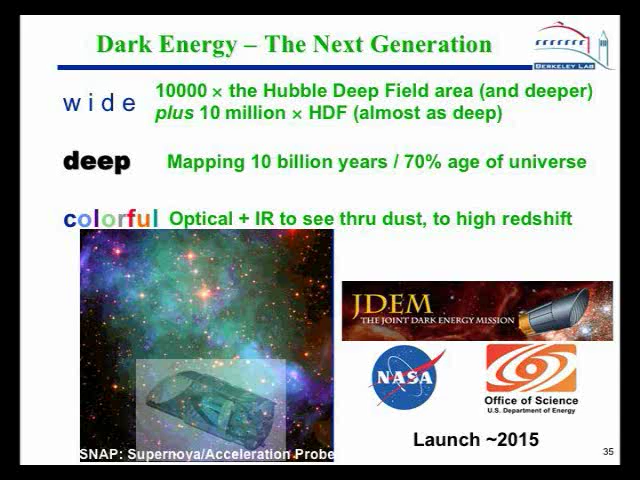 Dark Energy – The Next Generation
BERKELEY LAB
wide
10000 × the Hubble Deep Field area (and deeper)
plus 10 million × HDF (almost as deep)
deep
Mapping 10 billion years / 70% age of universe
colorful
Optical + IR to see thru dust, to high redshift
JDEM
THE JOINT DARK ENERGY MISSION
NASA
Office of Science
U.S. Department of Energy
Launch ~2015
SNAP: Supernova/Acceleration Probe
35